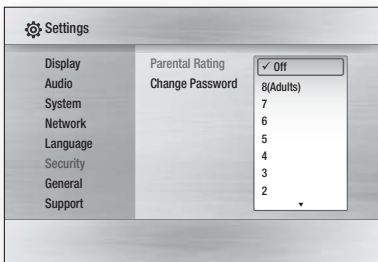 Settings
Display
Audio
System
Network
Language
Security
General
Support
Parental Rating
Change Password
✓ Off
8(Adults)
7
6
5
4
3
2